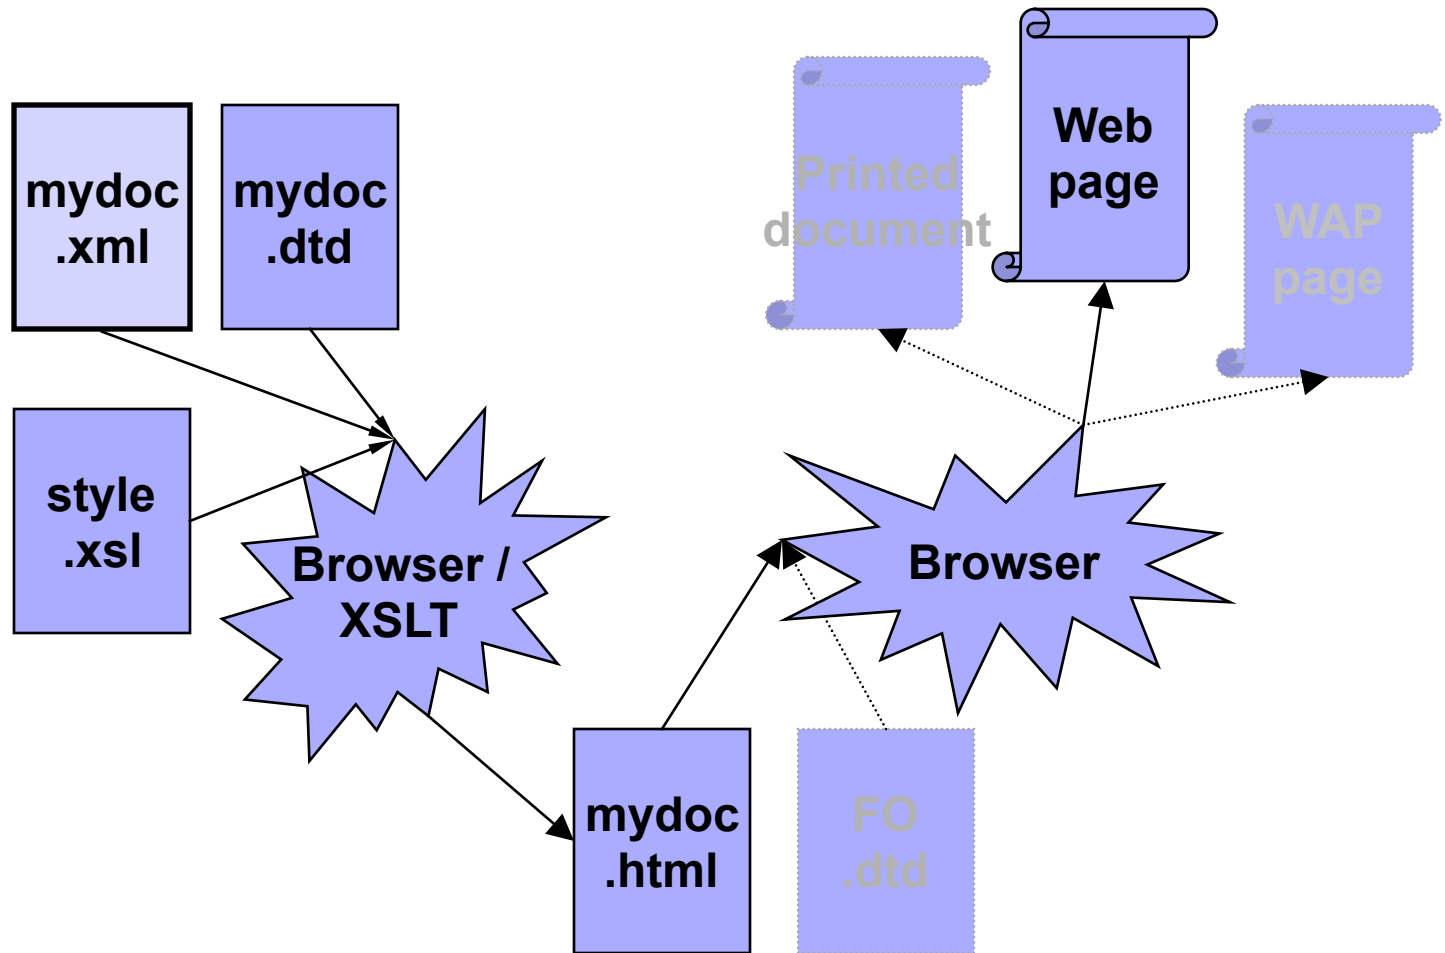 mydoc
.xml
mydoc
.dtd
style
.xsl
Browser /
XSLT
mydoc
.html
FO
.dtd
Browser
Printed
document
Web
page
WAP
page